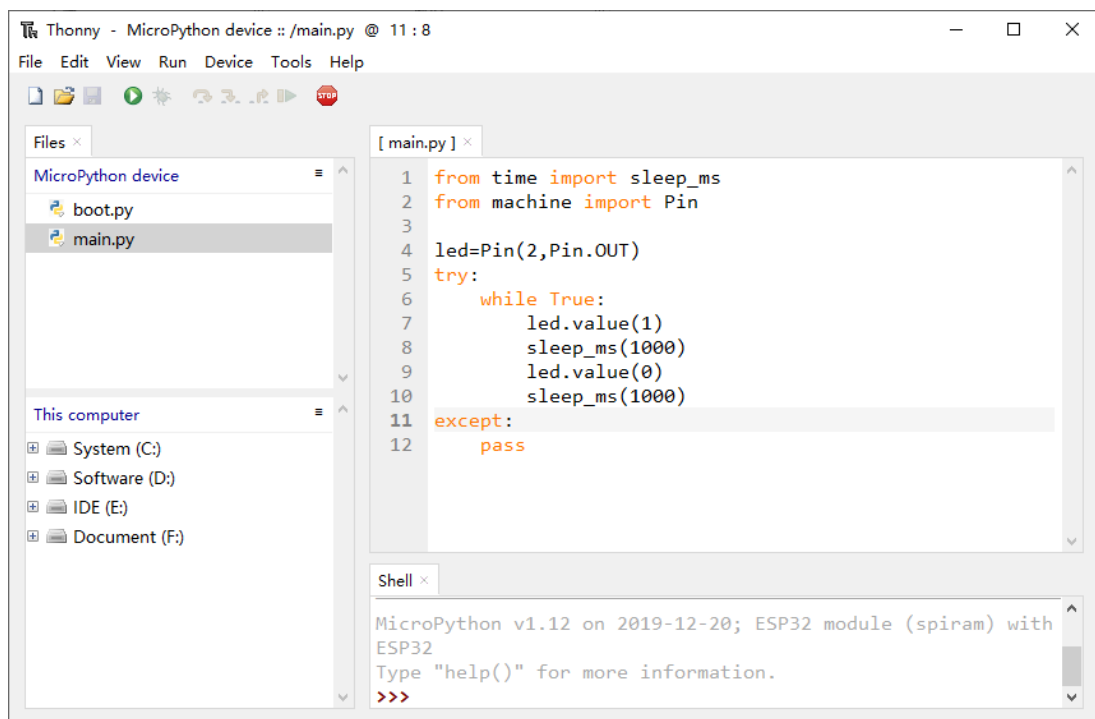 Thonny - MicroPython device :: /main.py @ 11 : 8
File Edit View Run Device Tools Help
STOP
Files
MicroPython device
boot.py
main.py
This computer
System (C:)
Software (D:)
IDE (E:)
Document (F:)
[ main.py ]
1 from time import sleep_ms
2 from machine import Pin
3
4 led=Pin(2,Pin.OUT)
5 try:
6     while True:
7         led.value(1)
8         sleep_ms(1000)
9         led.value(0)
10         sleep_ms(1000)
11 except:
12     pass
Shell
MicroPython v1.12 on 2019-12-20; ESP32 module (spiram) with
ESP32
Type "help()" for more information.
>>>